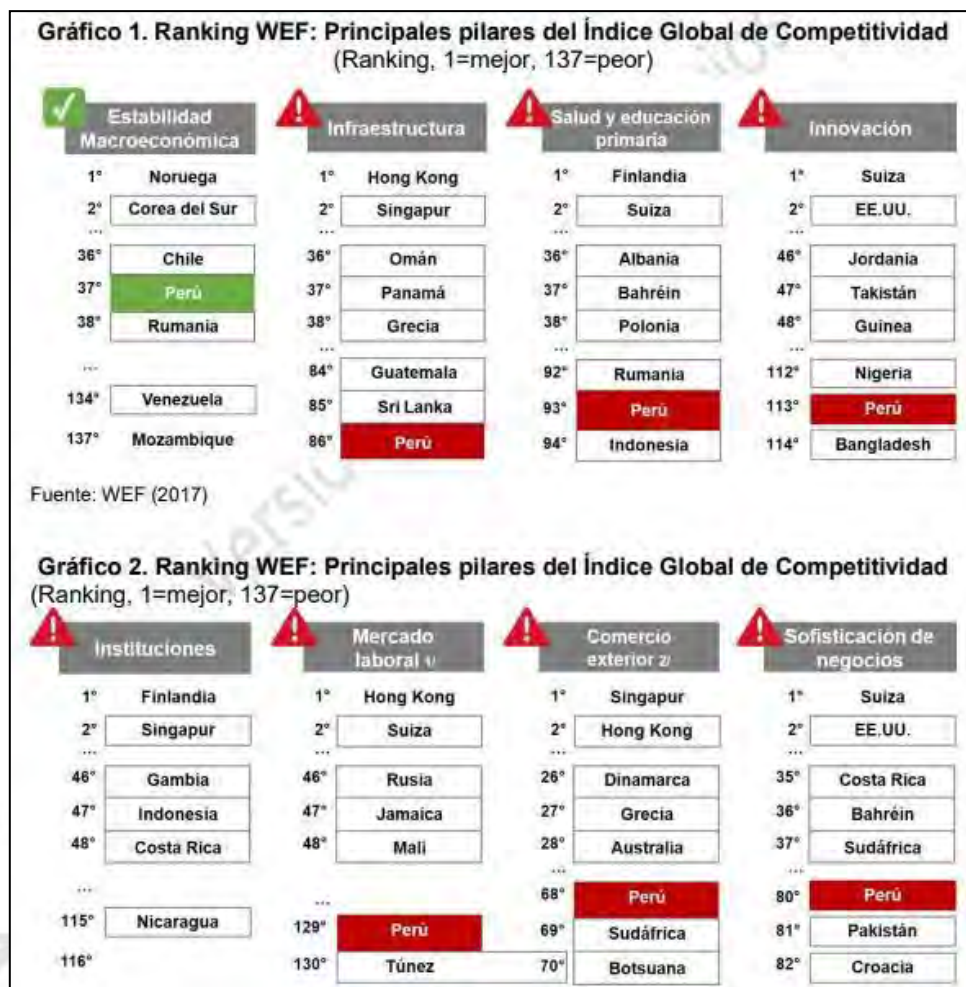 Gráfico 1. Ranking WEF: Principales pilares del Índice Global de Competitividad
(Ranking, 1=mejor, 137=peor)
Estabilidad
Macroeconómica
1° Noruega
2° Corea del Sur
...
36° Chile
37° Perú
38° Rumania
...
134° Venezuela
137° Mozambique
Infraestructura
1° Hong Kong
2° Singapur
...
36° Omán
37° Panamá
38° Grecia
...
84° Guatemala
85° Sri Lanka
86° Perú
Salud y educación
primaria
1° Finlandia
2° Suiza
...
36° Albania
37° Bahréin
38° Polonia
...
92° Rumania
93° Perú
94° Indonesia
Innovación
1° Suiza
2° EE.UU.
...
46° Jordania
47° Takistán
48° Guinea
...
112° Nigeria
113° Perú
114° Bangladesh
Fuente: WEF (2017)
Gráfico 2. Ranking WEF: Principales pilares del Índice Global de Competitividad
(Ranking, 1=mejor, 137=peor)
Instituciones
1° Finlandia
2° Singapur
...
46° Gambia
47° Indonesia
48° Costa Rica
...
115° Nicaragua
116°
Mercado
laboral 1/
1° Hong Kong
2° Suiza
...
46° Rusia
47° Jamaica
48° Mali
...
129° Perú
130° Túnez
Comercio
exterior 2/
1° Singapur
2° Hong Kong
...
26° Dinamarca
27° Grecia
28° Australia
...
68° Perú
69° Sudáfrica
70° Botsuana
Sofisticación de
negocios
1° Suiza
2° EE.UU.
...
35° Costa Rica
36° Bahréin
37° Sudáfrica
...
80° Perú
81° Pakistán
82° Croacia